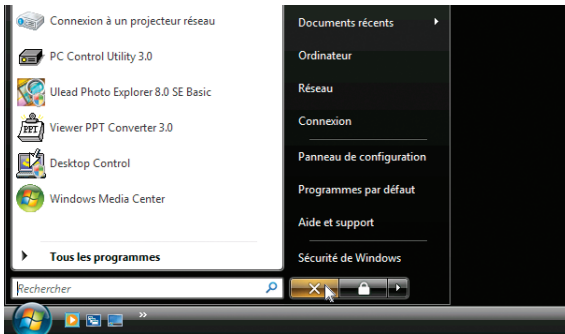 Connexion à un projecteur réseau
PC Control Utility 3.0
Ulead Photo Explorer 8.0 SE Basic
PPT
Viewer PPT Converter 3.0
Desktop Control
Windows Media Center
Tous les programmes
Rechercher
Documents récents
Ordinateur
Réseau
Connexion
Panneau de configuration
Programmes par défaut
Aide et support
Sécurité de Windows